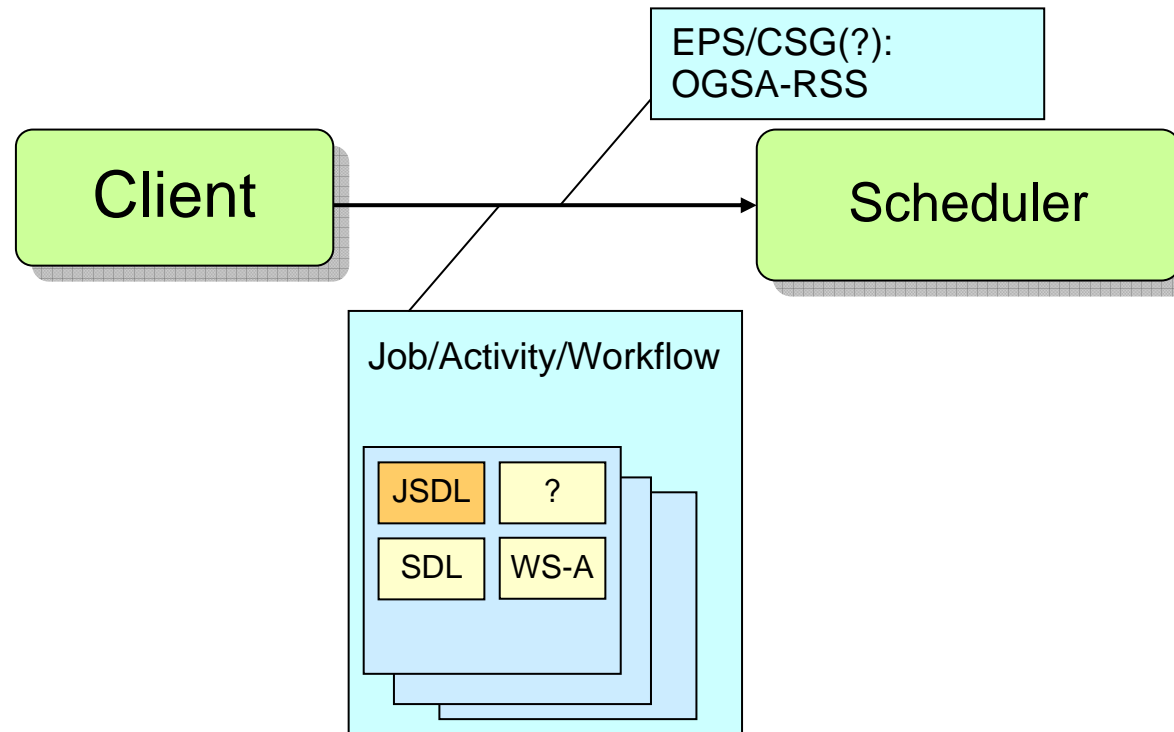 EPS/CSG(?):
OGSA-RSS
Client
Scheduler
Job/Activity/Workflow
JSDL
?
SDL
WS-A